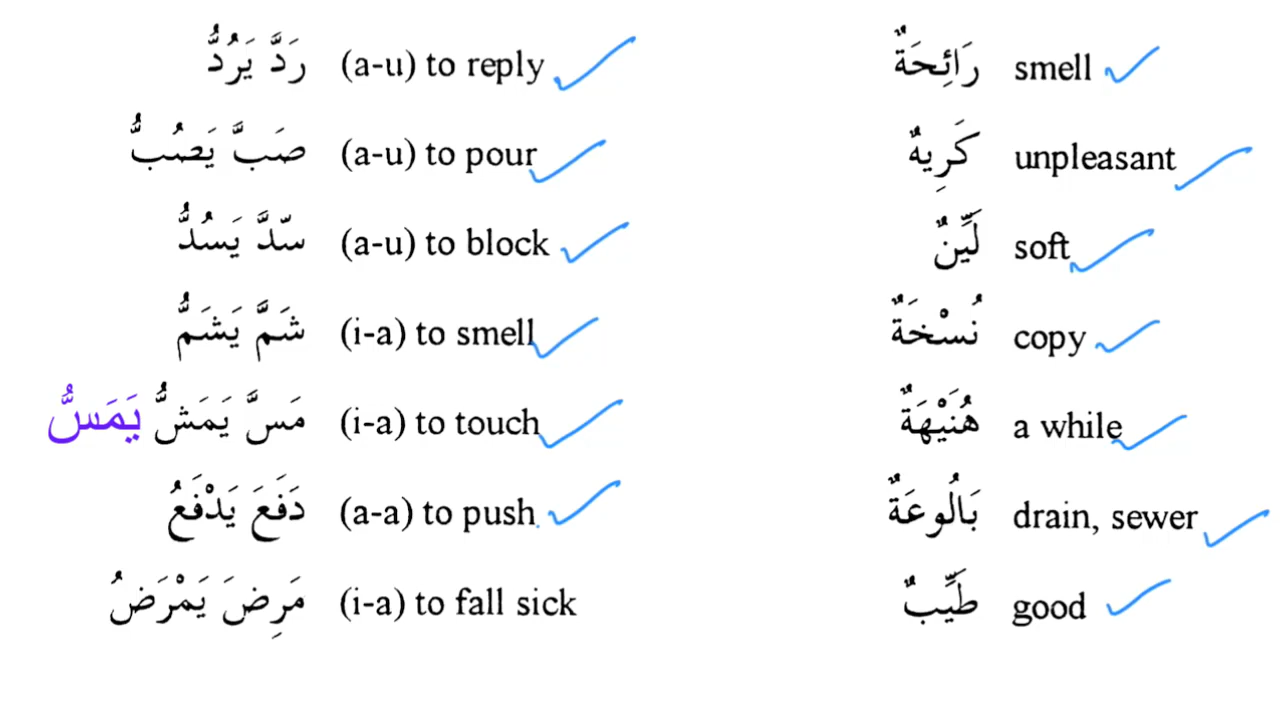 رَائِحَةٌ smell
كَرِيهٌ unpleasant
لَيِّنٌ soft
نُسْخَةٌ copy
هُنَيْهَةٌ a while
بَالُوعَةٌ drain, sewer
طَيِّبٌ good
رَدَّ يَرُدُّ (a-u) to reply
صَبَّ يَصُبُّ (a-u) to pour
سّدَّ يَسُدُّ (a-u) to block
شَمَّ يَشَمُّ (i-a) to smell
مَسَّ يَمَشُّ يَمَسُّ (i-a) to touch
دَفَعَ يَدْفَعُ (a-a) to push
مَرِضَ يَمْرَضُ (i-a) to fall sick